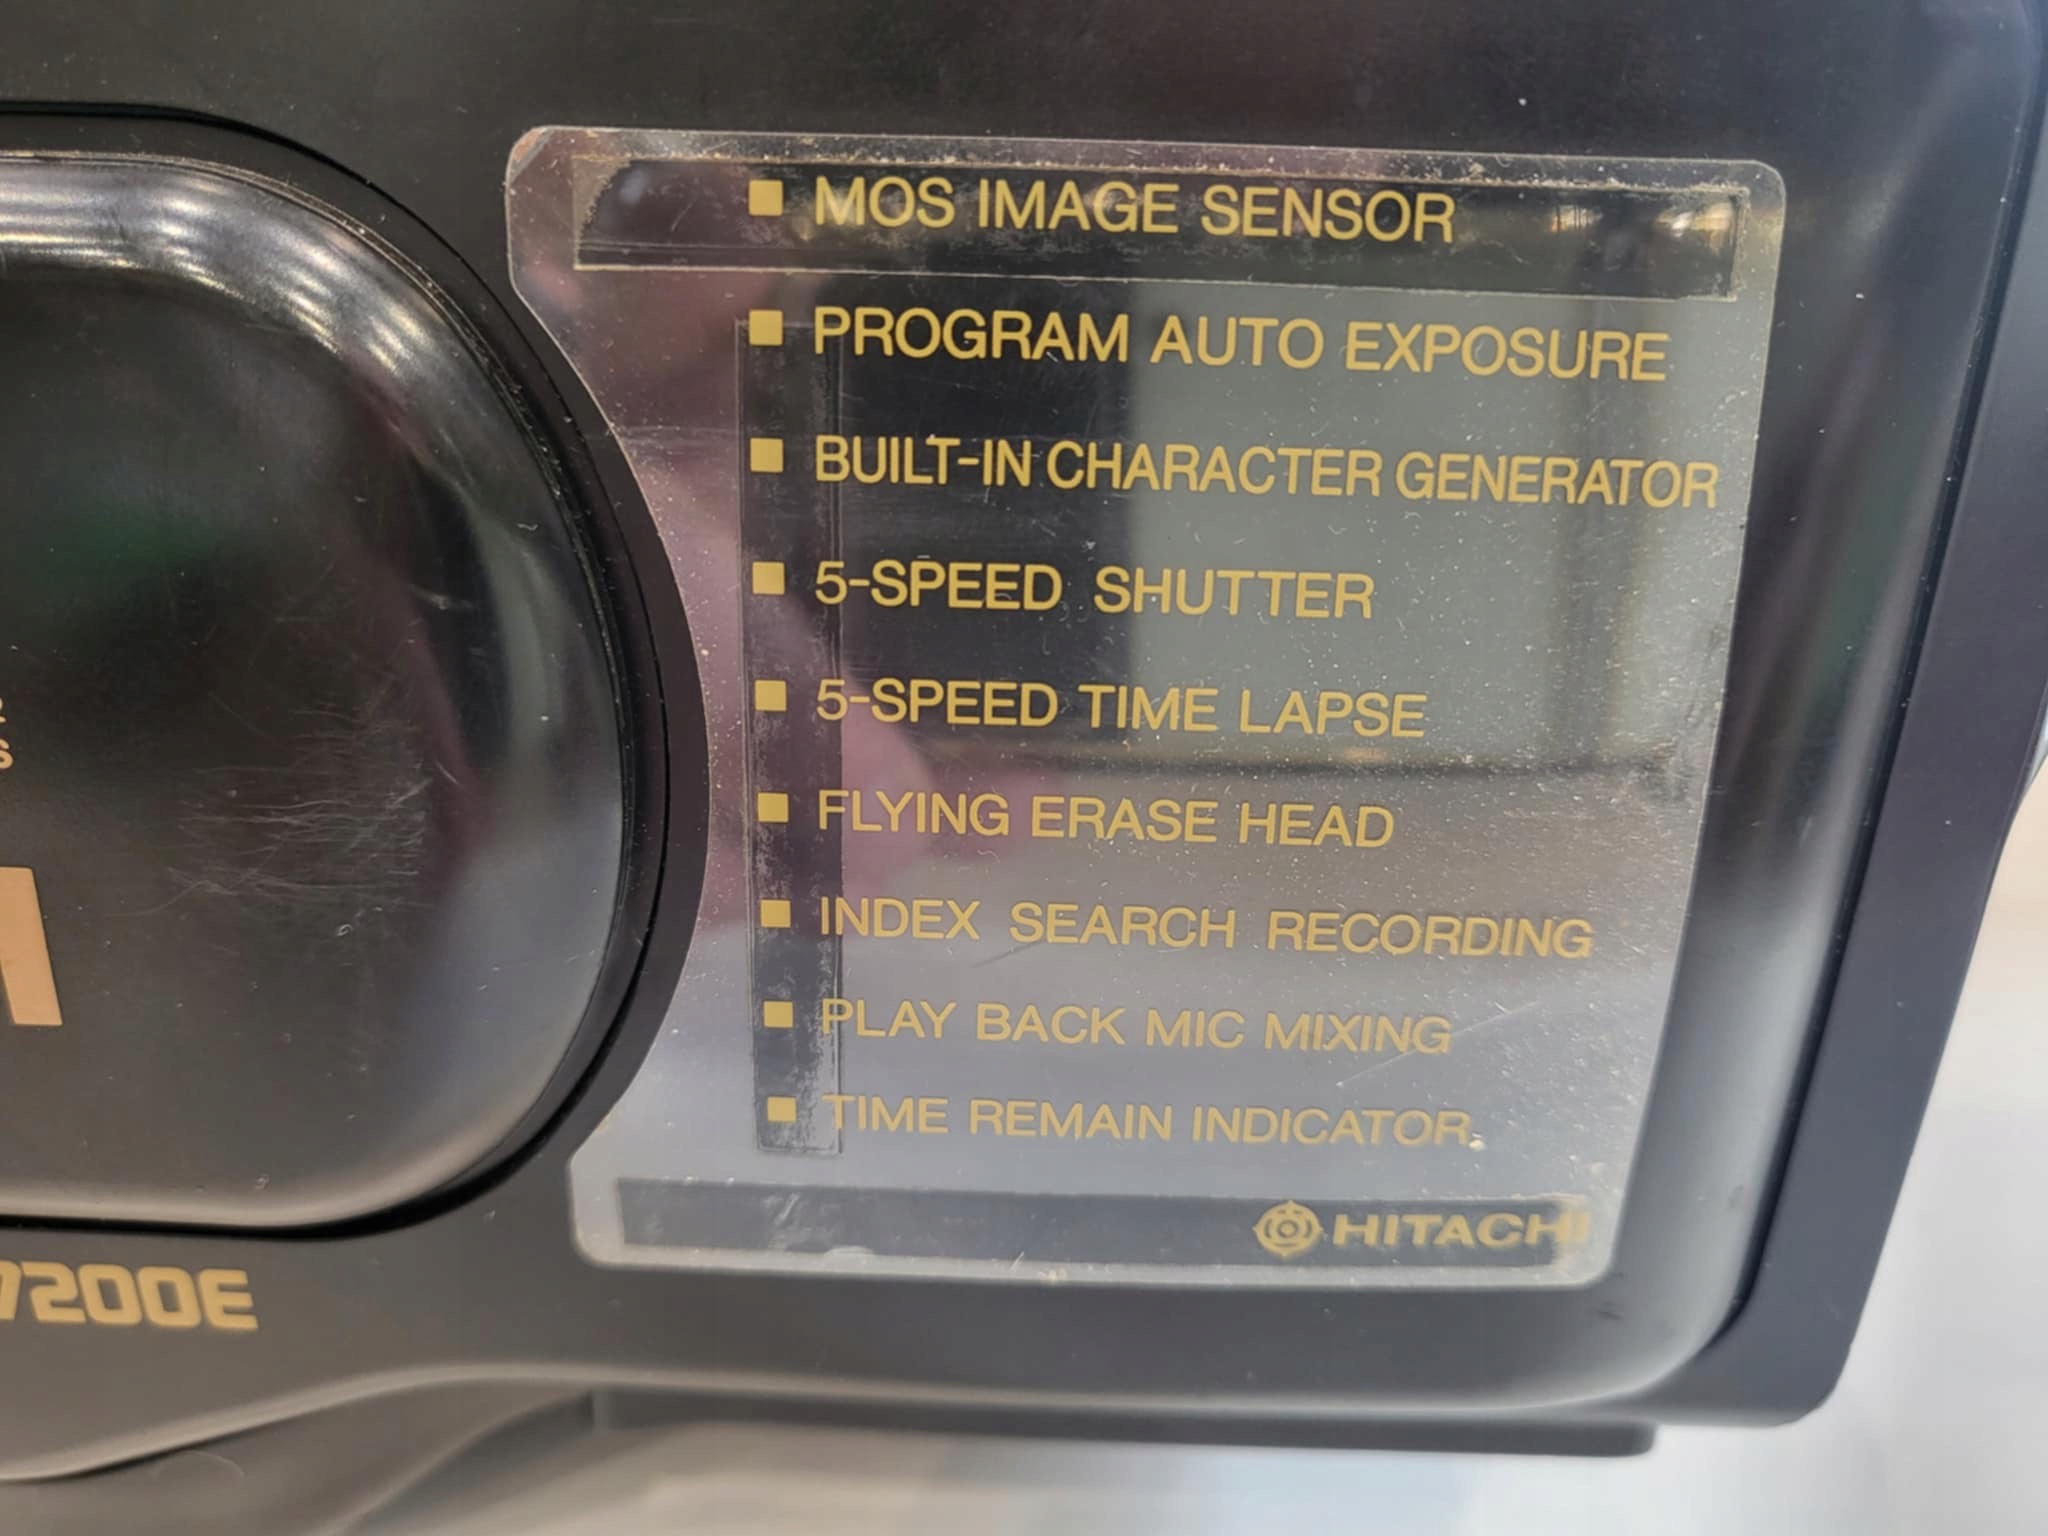 MOS IMAGE SENSOR
PROGRAM AUTO EXPOSURE
BUILT-IN CHARACTER GENERATOR
5-SPEED SHUTTER
5-SPEED TIME LAPSE
FLYING ERASE HEAD
INDEX SEARCH RECORDING
PLAY BACK MIC MIXING
TIME REMAIN INDICATOR
HITACHI
7200E